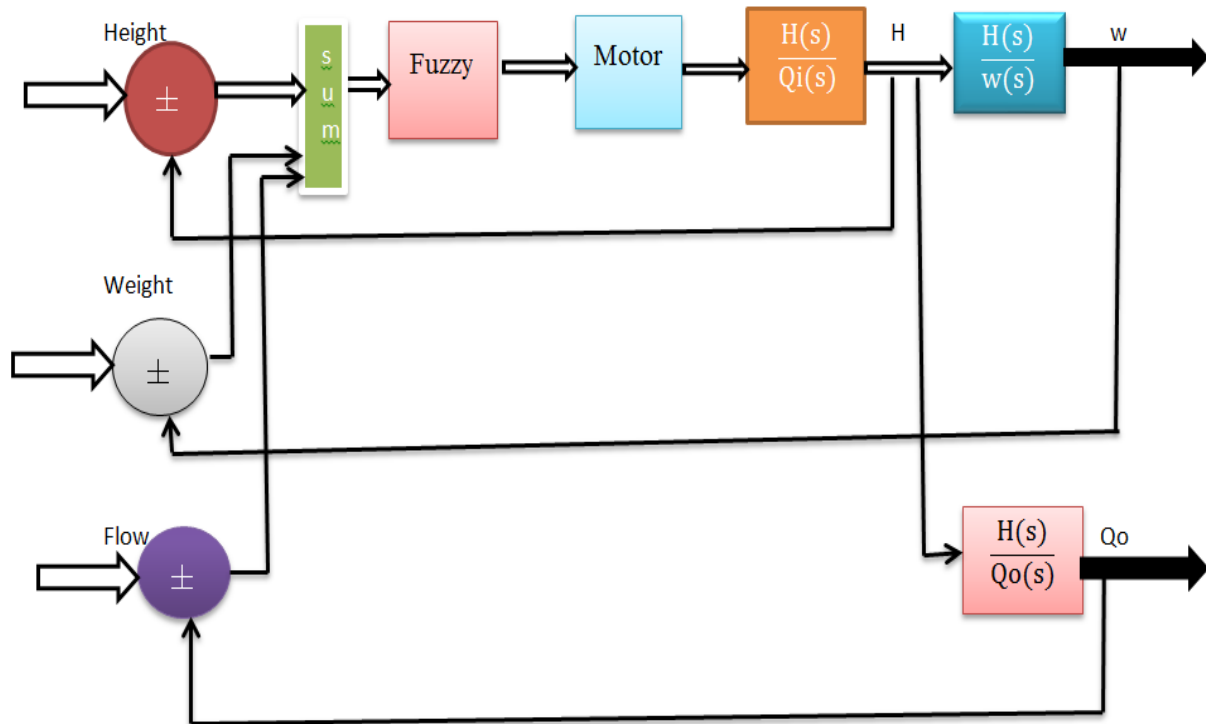 Height
±
s
u
m
Fuzzy
Motor
H(s)
Qi(s)
H
H(s)
w(s)
w
Weight
±
Flow
±
H(s)
Qo(s)
Qo